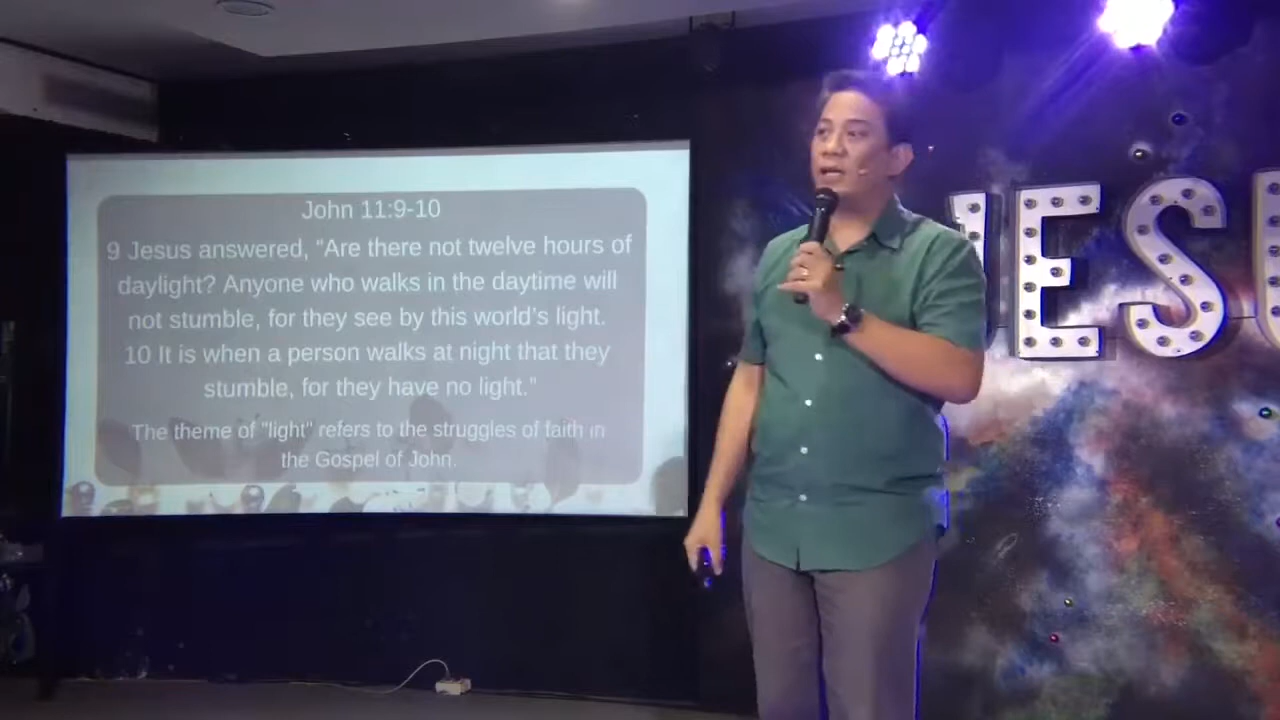 John 11:9-10
9 Jesus answered, "Are there not twelve hours of
daylight? Anyone who walks in the daytime will
not stumble, for they see by this world's light.
10 It is when a person walks at night that they
stumble, for they have no light."
The theme of "light" refers to the struggles of faith in
the Gospel of John.
JESU